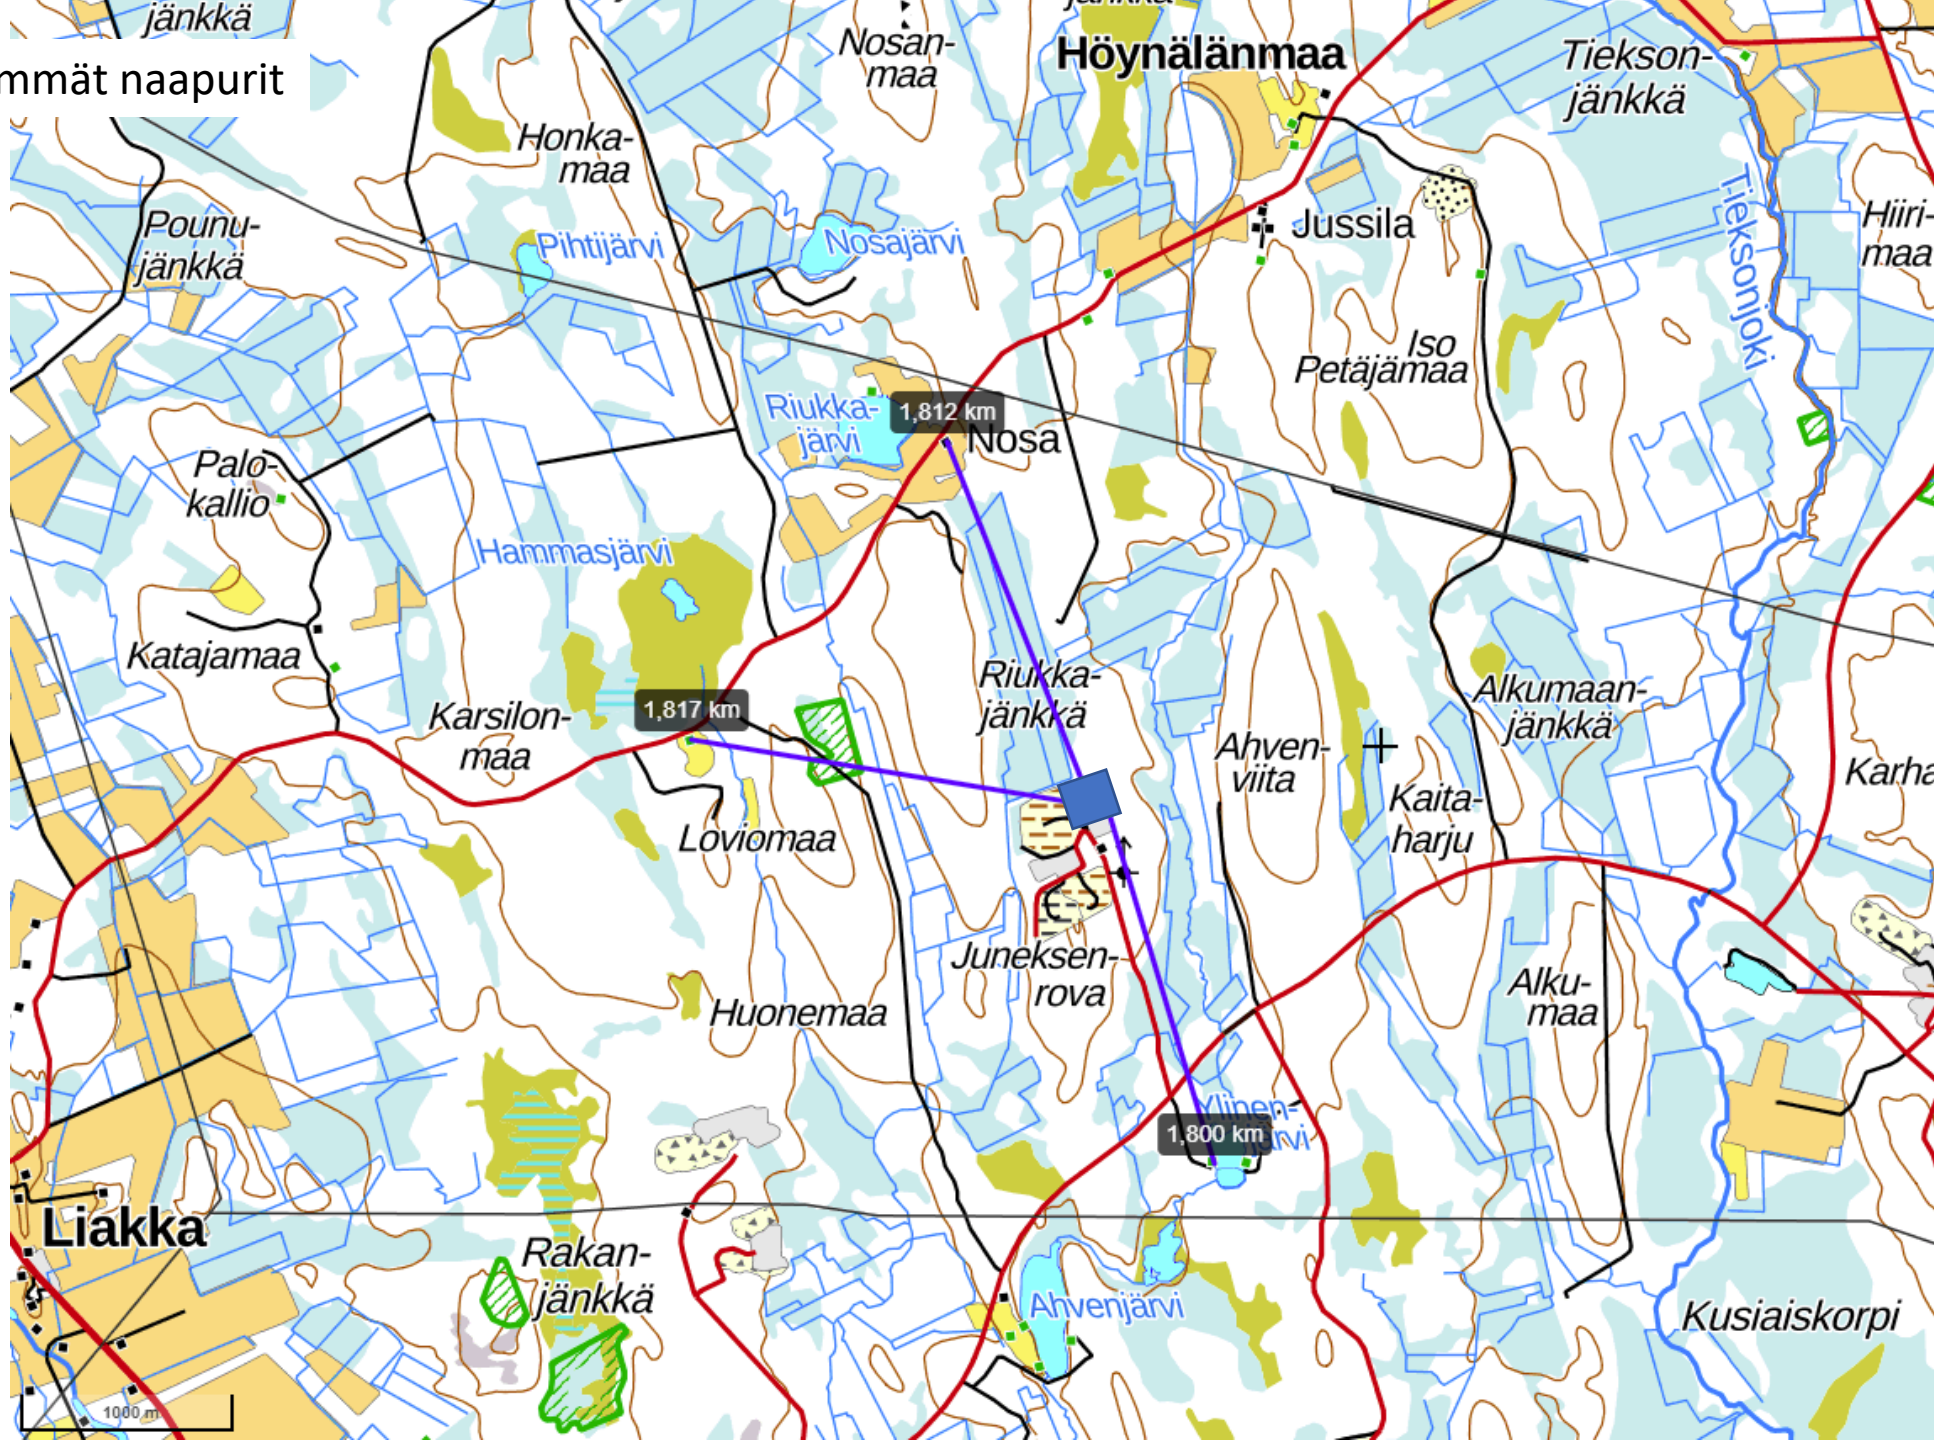 jänkkä
mmät naapurit
Nosan-
maa
Höynälänmaa
Tiekson-
jänkkä
Honka-
maa
Pounu-
jänkkä
Pihtijärvi
Nosajärvi
Jussila
Tieksonjoki
Hiiri-
maa
Iso
Petäjämaa
Riukka-
järvi
1,812 km
Nosa
Palo-
kallio
Hammasjärvi
Katajamaa
Karsilon-
maa
1,817 km
Riukka-
jänkkä
Alkumaan-
jänkkä
Ahven-
viita
Kaita-
harju
Karha
Loviomaa
Juneksen-
rova
Alku-
maa
Huonemaa
Ylinen-
järvi
1,800 km
Liakka
Rakan-
jänkkä
Ahvenjärvi
Kusiaiskorpi
1000 m